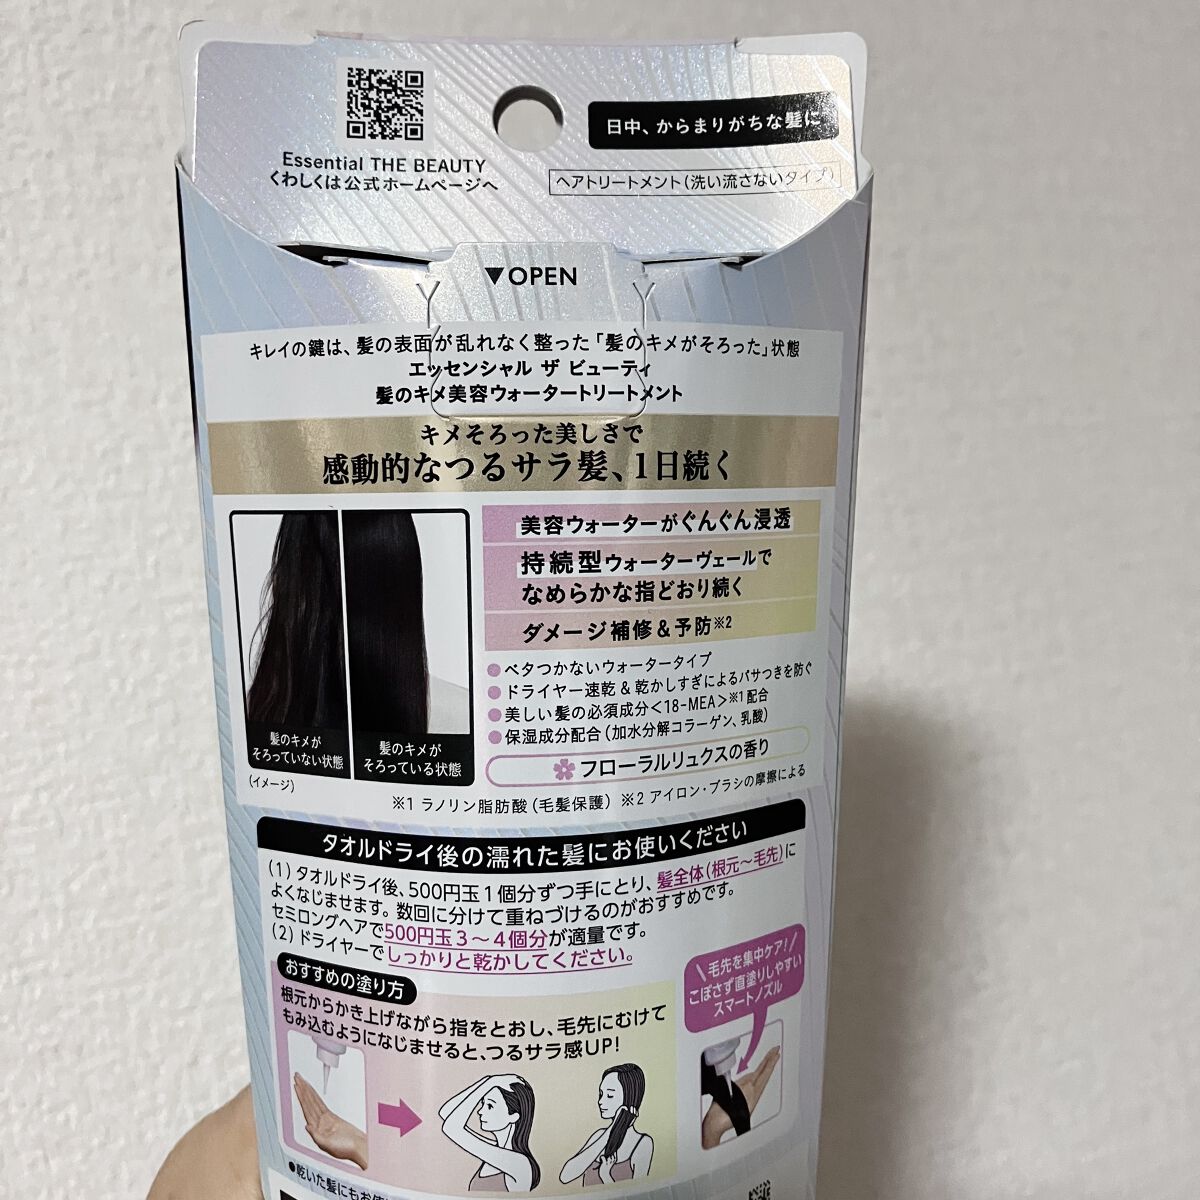 Essential THE BEAUTY
くわしくは公式ホームページへ
日中、からまりがちな髪に
ヘアトリートメント(洗い流さないタイプ)
▼OPEN
キレイの鍵は、髪の表面が乱れなく整った「髪のキメがそろった」状態
エッセンシャル ザ ビューティ
髪のキメ美容ウォータートリートメント
キメそろった美しさで
感動的なつるサラ髪、1日続く
髪のキメが
そろっていない状態
髪のキメが
そろっている状態
(イメージ)
美容ウォーターがぐんぐん浸透
持続型ウォーターヴェールで
なめらかな指どおり続く
ダメージ補修&予防※2
●ベタつかないウォータータイプ
●ドライヤー速乾&乾かしすぎによるパサつきを防ぐ
●美しい髪の必須成分<18-MEA>※1配合
●保湿成分配合(加水分解コラーゲン、乳酸)
フローラルリュクスの香り
※1 ラノリン脂肪酸(毛髪保護) ※2 アイロン・ブラシの摩擦による
タオルドライ後の濡れた髪にお使いください
(1)タオルドライ後、500円玉1個分ずつ手にとり、髪全体(根元～毛先)に
よくなじませます。数回に分けて重ねづけるのがおすすめです。
セミロングヘアで500円玉3～4個分が適量です。
(2)ドライヤーでしっかりと乾かしてください。
おすすめの塗り方
根元からかき上げながら指をとおし、毛先にむけて
もみ込むようになじませると、つるサラ感UP!
\毛先を集中ケア!/
こぼさず直塗りしやすい
スマートノズル
●乾いた髪にもお使